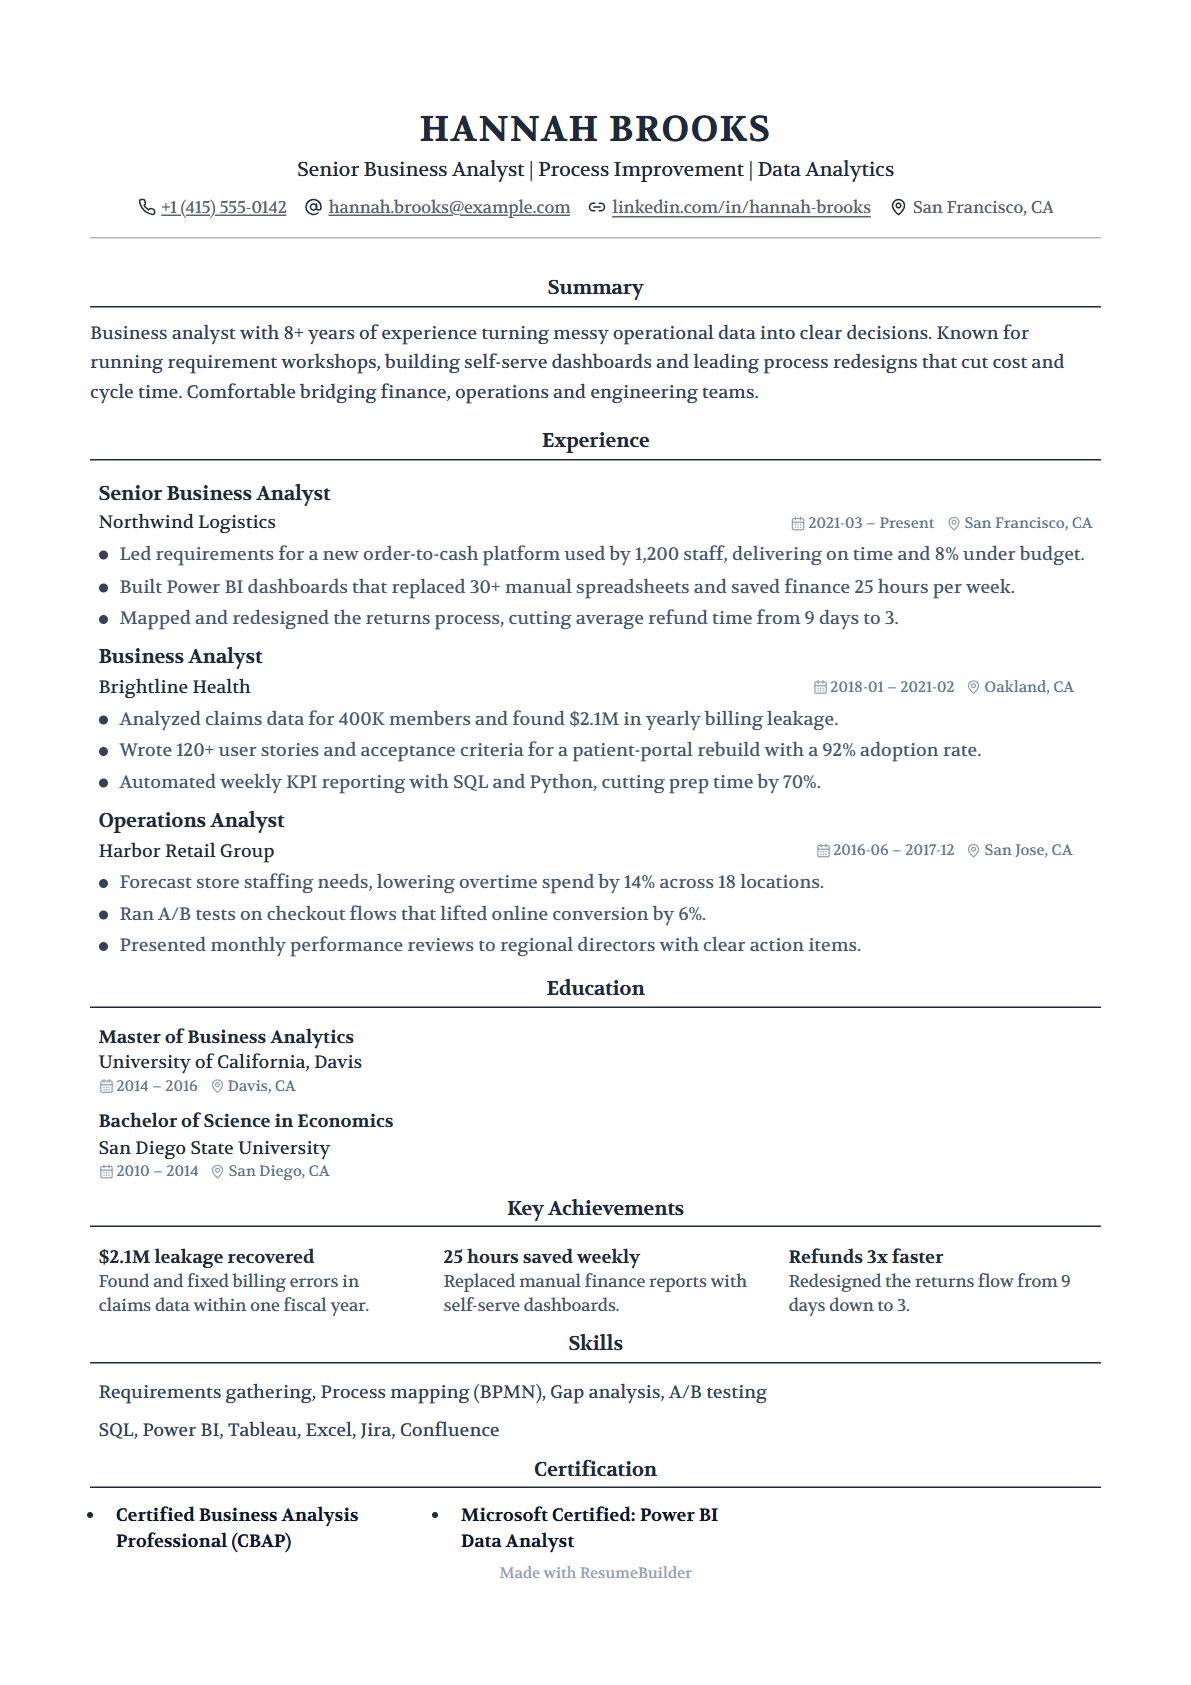 HANNAH BROOKS
Senior Business Analyst | Process Improvement | Data Analytics
+1 (415) 555-0142 hannah.brooks@example.com linkedin.com/in/hannah-brooks San Francisco, CA
Summary
Business analyst with 8+ years of experience turning messy operational data into clear decisions. Known for
running requirement workshops, building self-serve dashboards and leading process redesigns that cut cost and
cycle time. Comfortable bridging finance, operations and engineering teams.
Experience
Senior Business Analyst
Northwind Logistics 2021-03 – Present San Francisco, CA
● Led requirements for a new order-to-cash platform used by 1,200 staff, delivering on time and 8% under budget.
● Built Power BI dashboards that replaced 30+ manual spreadsheets and saved finance 25 hours per week.
● Mapped and redesigned the returns process, cutting average refund time from 9 days to 3.
Business Analyst
Brightline Health 2018-01 – 2021-02 Oakland, CA
● Analyzed claims data for 400K members and found $2.1M in yearly billing leakage.
● Wrote 120+ user stories and acceptance criteria for a patient-portal rebuild with a 92% adoption rate.
● Automated weekly KPI reporting with SQL and Python, cutting prep time by 70%.
Operations Analyst
Harbor Retail Group 2016-06 – 2017-12 San Jose, CA
● Forecast store staffing needs, lowering overtime spend by 14% across 18 locations.
● Ran A/B tests on checkout flows that lifted online conversion by 6%.
● Presented monthly performance reviews to regional directors with clear action items.
Education
Master of Business Analytics
University of California, Davis
2014 – 2016 Davis, CA
Bachelor of Science in Economics
San Diego State University
2010 – 2014 San Diego, CA
Key Achievements
$2.1M leakage recovered
Found and fixed billing errors in
claims data within one fiscal year.
25 hours saved weekly
Replaced manual finance reports with
self-serve dashboards.
Refunds 3x faster
Redesigned the returns flow from 9
days down to 3.
Skills
Requirements gathering, Process mapping (BPMN), Gap analysis, A/B testing
SQL, Power BI, Tableau, Excel, Jira, Confluence
Certification
• Certified Business Analysis
Professional (CBAP)
• Microsoft Certified: Power BI
Data Analyst
Made with ResumeBuilder